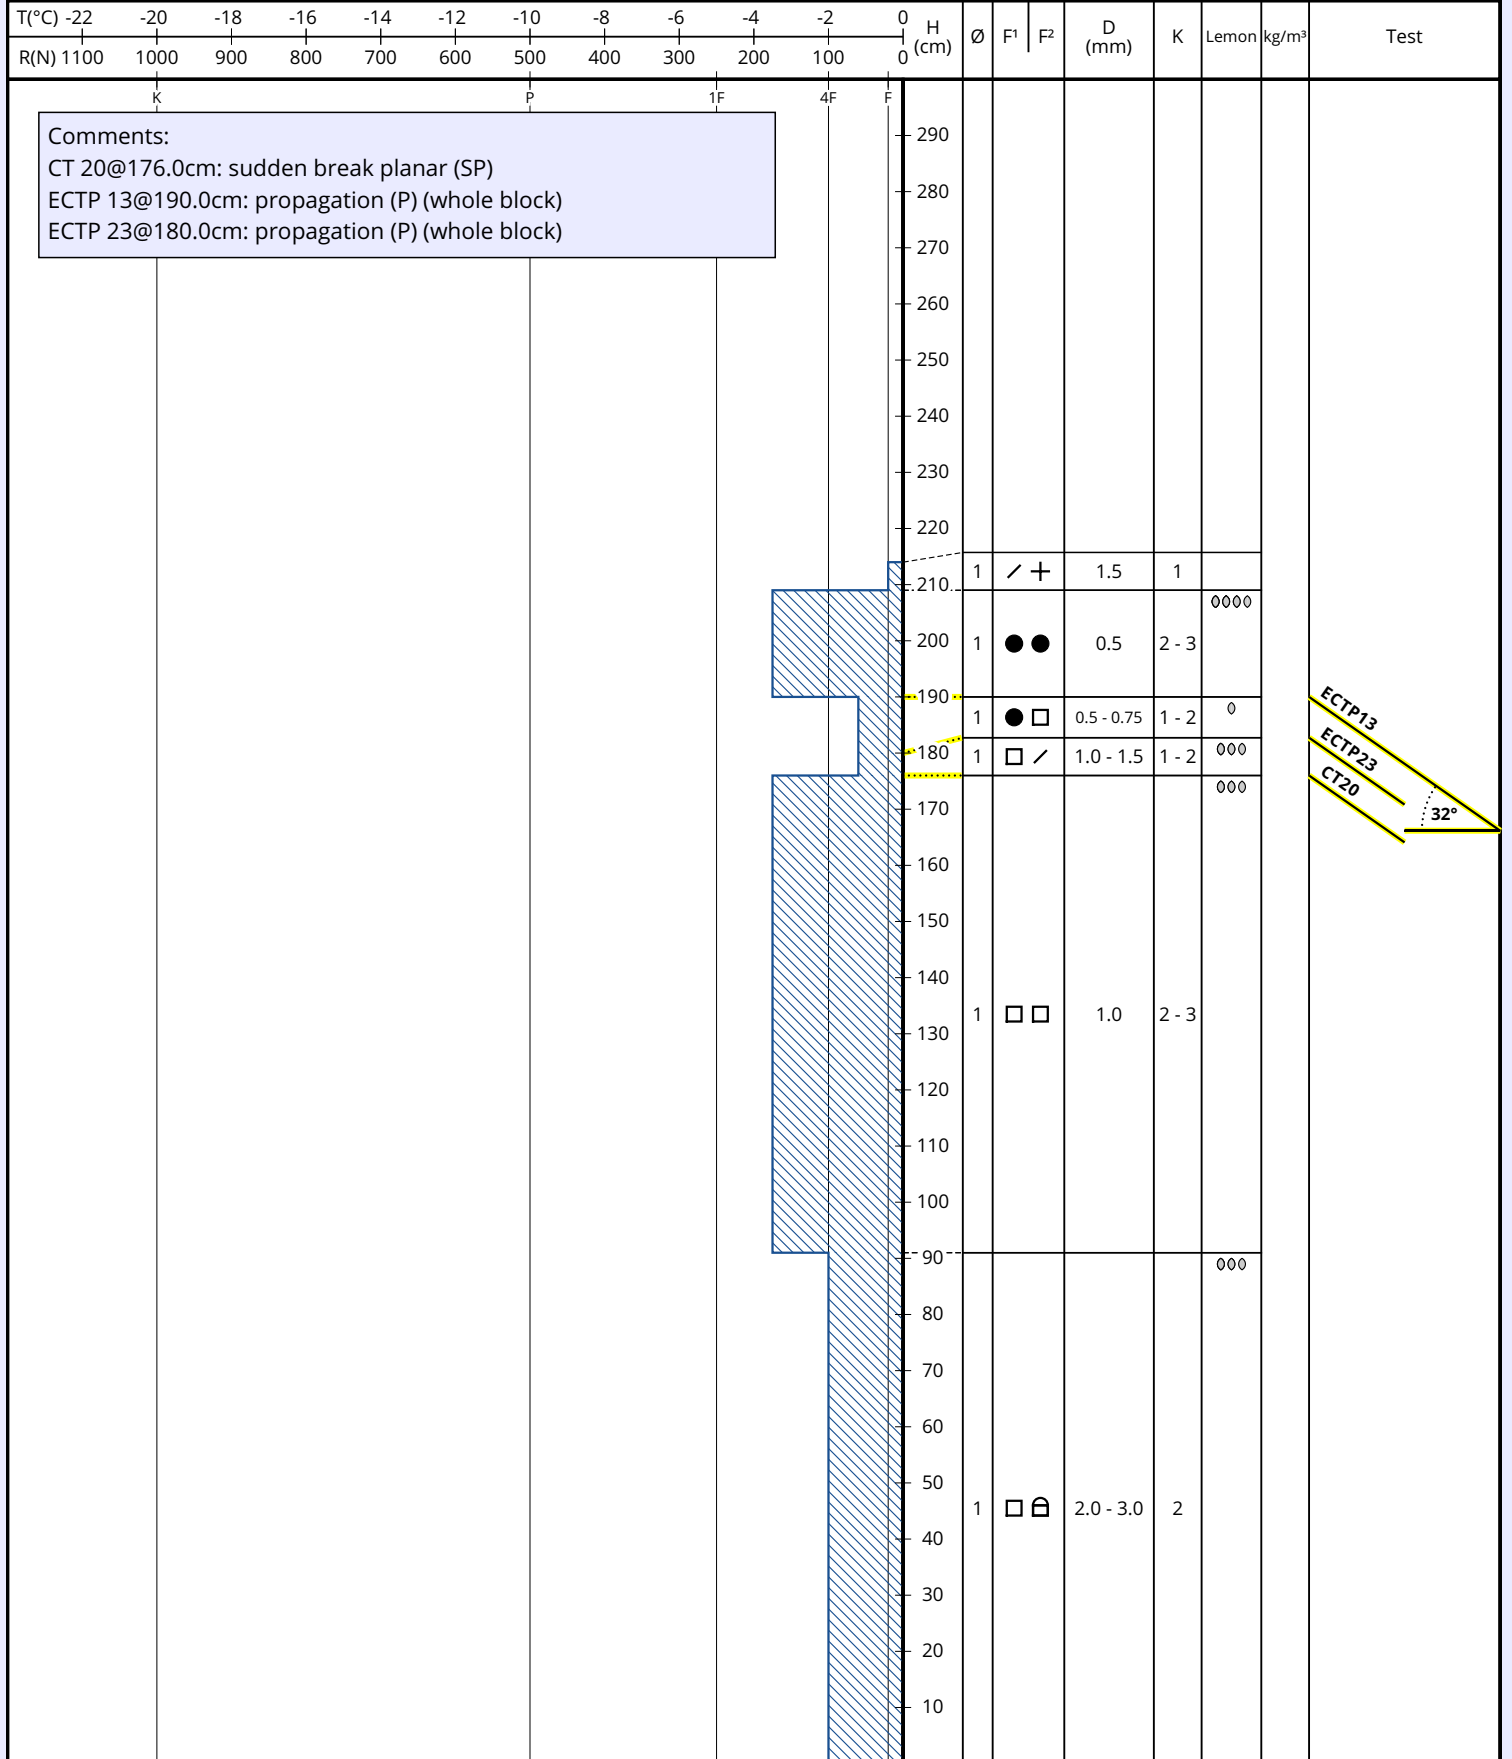 T(°C) -22 -20 -18 -16 -14 -12 -10 -8 -6 -4 -2 0
R(N) 1100 1000 900 800 700 600 500 400 300 200 100 0
H (cm) Ø F¹ F² D (mm) K Lemon kg/m³ Test
K P 1F 4F F
Comments:
CT 20@176.0cm: sudden break planar (SP)
ECTP 13@190.0cm: propagation (P) (whole block)
ECTP 23@180.0cm: propagation (P) (whole block)
290
280
270
260
250
240
230
220
1 1.5 1
210
200 1 0.5 2 - 3
190
1 0.5 - 0.75 1 - 2 ECTP13
180 1 1.0 - 1.5 1 - 2 ECTP23
CT20
170
32°
160
150
140
1 1.0 2 - 3
130
120
110
100
90
80
70
60
50
1 2.0 - 3.0 2
40
30
20
10